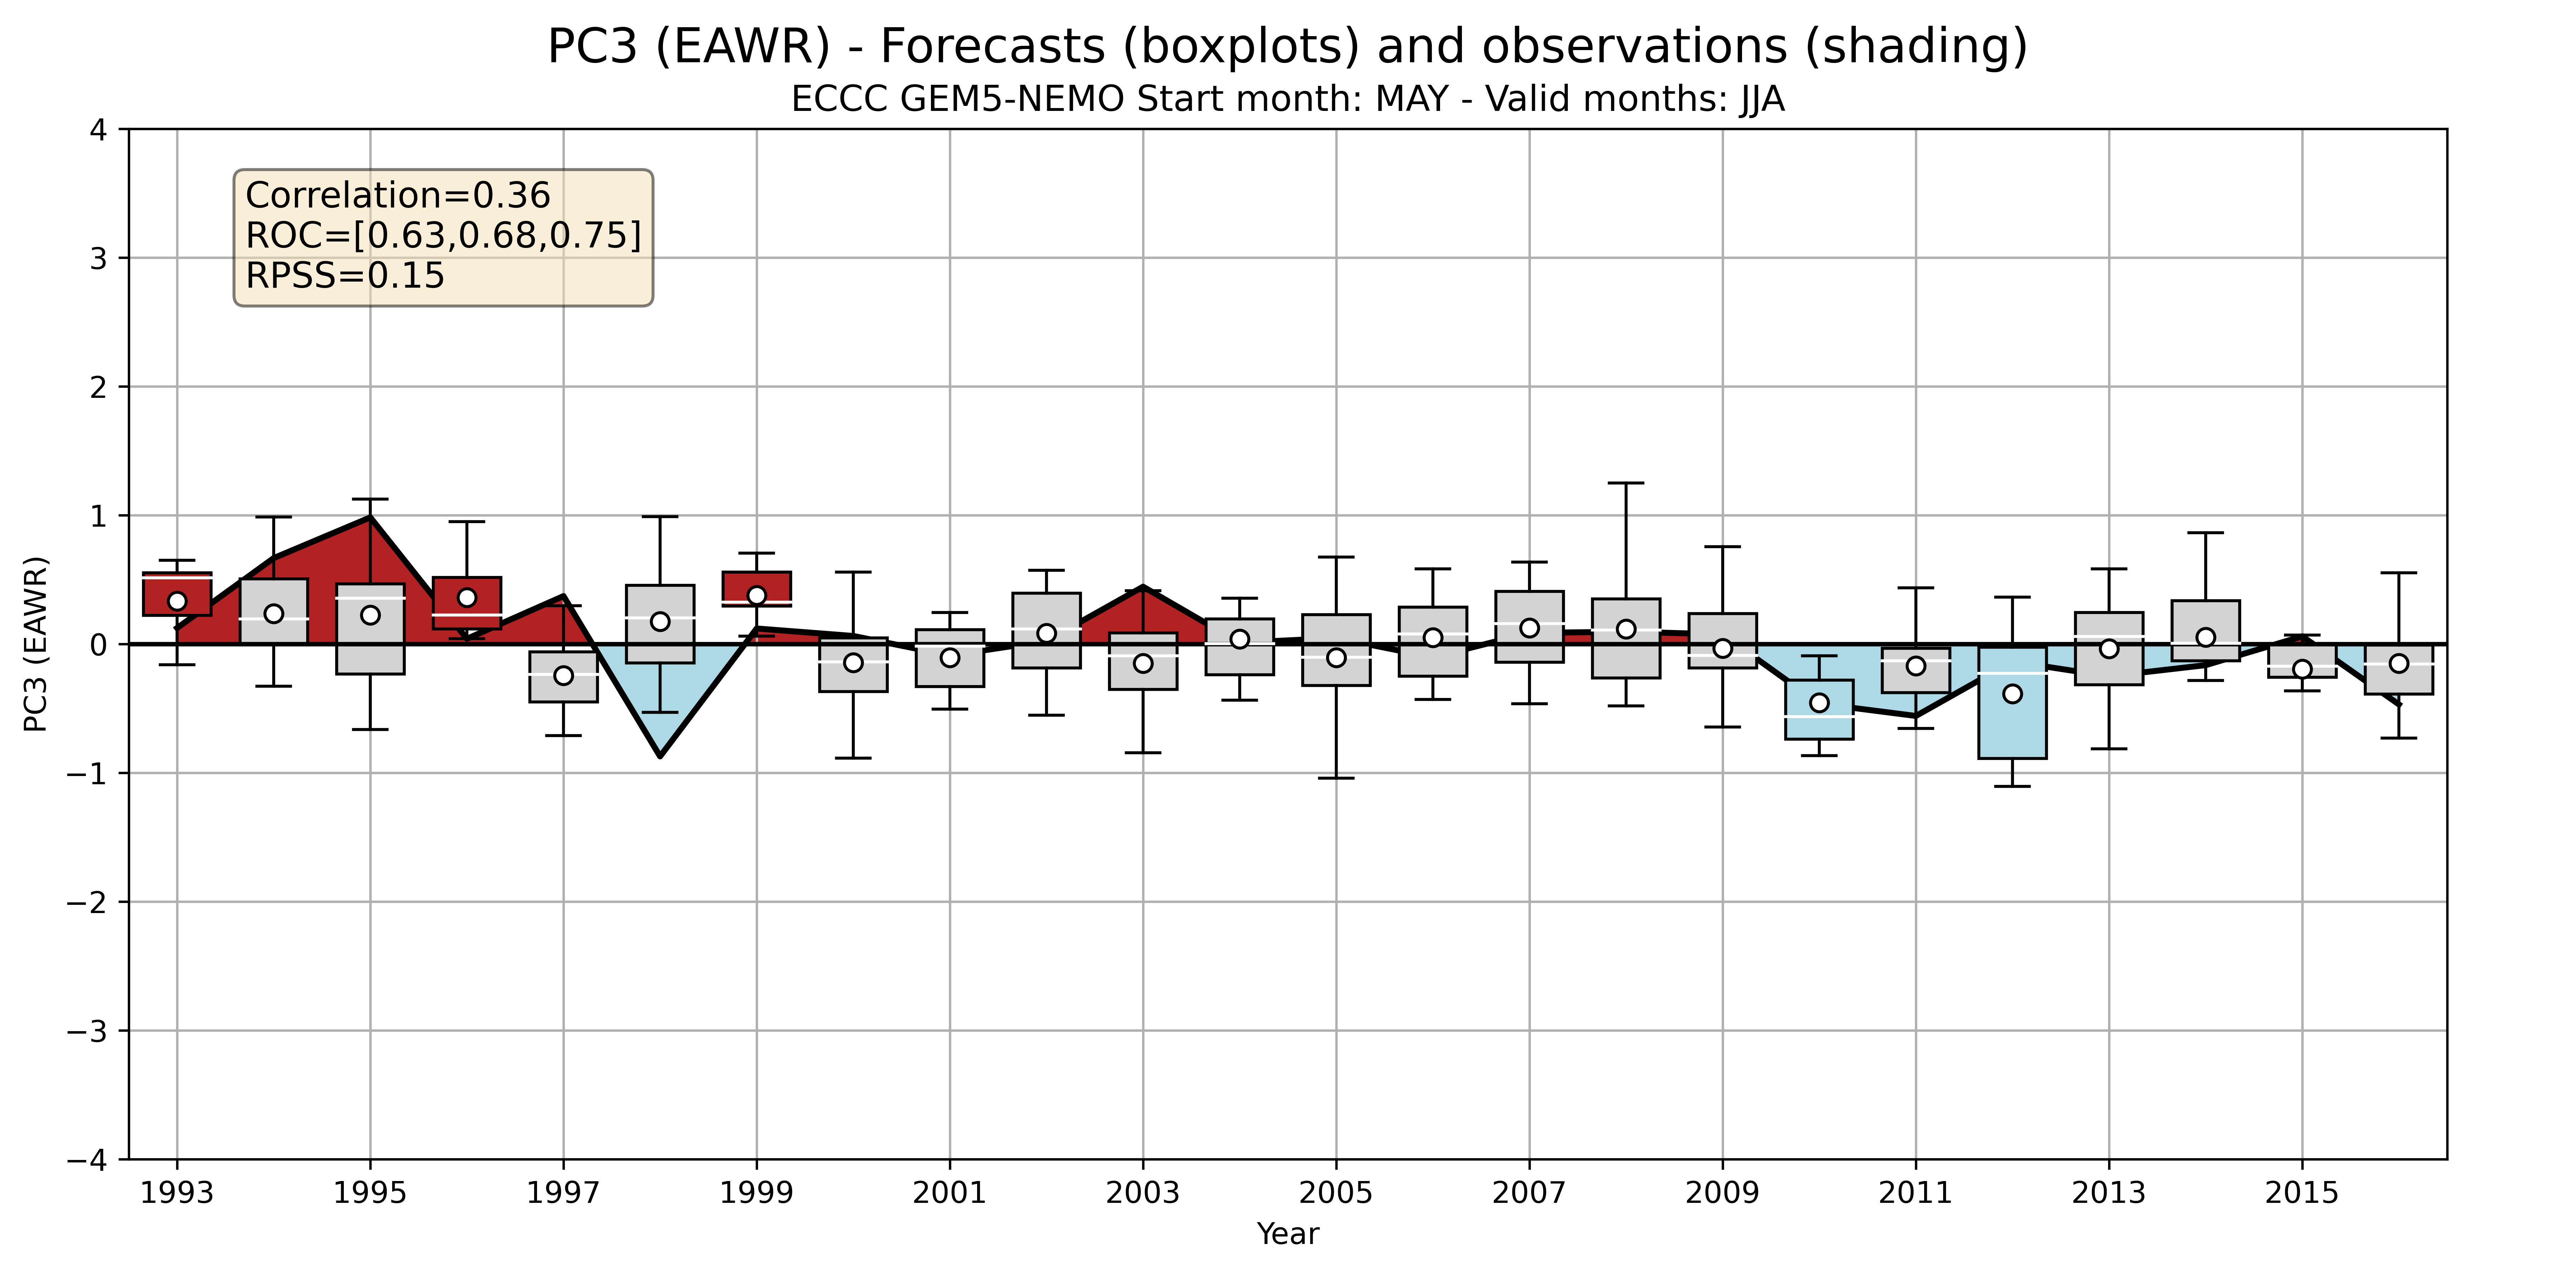 PC3 (EAWR) - Forecasts (boxplots) and observations (shading)
ECCC GEM5-NEMO Start month: MAY - Valid months: JJA
Correlation=0.36
ROC=[0.63,0.68,0.75]
RPSS=0.15
PC3 (EAWR)
4
3
2
1
0
−1
−2
−3
−4
1993 1995 1997 1999 2001 2003 2005 2007 2009 2011 2013 2015
Year